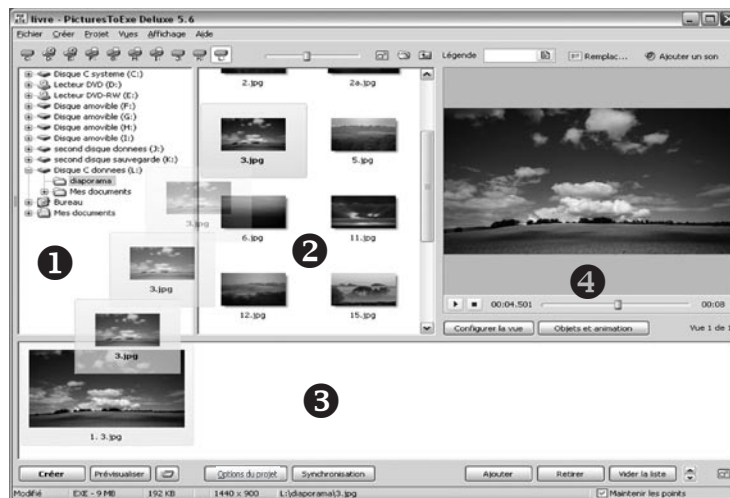 livre - PicturesToExe Deluxe 5.6
Fichier Créer Projet Vues Affichage Aide
Légende Remplac... Ajouter un son
Disque C systeme (C:)
Lecteur DVD (D:)
Lecteur DVD-RW (E:)
Disque amovible (F:)
Disque amovible (G:)
Disque amovible (H:)
Disque amovible (I:)
second disque donnees (J:)
second disque sauvegarde (K:)
Disque C donnees (L:)
diaporama
Mes documents
Bureau
Mes documents
2.jpg 2a.jpg
3.jpg 5.jpg
6.jpg 11.jpg
12.jpg 15.jpg
3.jpg
3.jpg
3.jpg
1
2
3
4
00:04.501 00:08
Configurer la vue Objets et animation Vue 1 de 1
1. 3.jpg
Créer Prévisualiser Options du projet Synchronisation Ajouter Retirer Vider la liste
Modifié EXE - 9 MB 192 KB 1440 x 900 L:\diaporama\3.jpg Maintenir les points